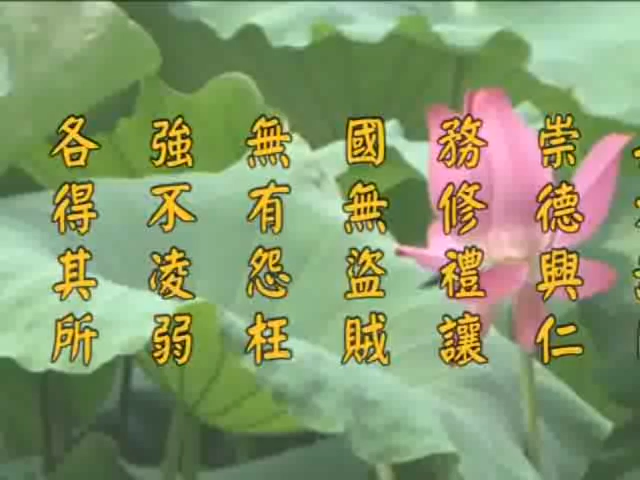 崇德興仁
務修禮讓
國無盜賊
無有怨枉
強不凌弱
各得其所